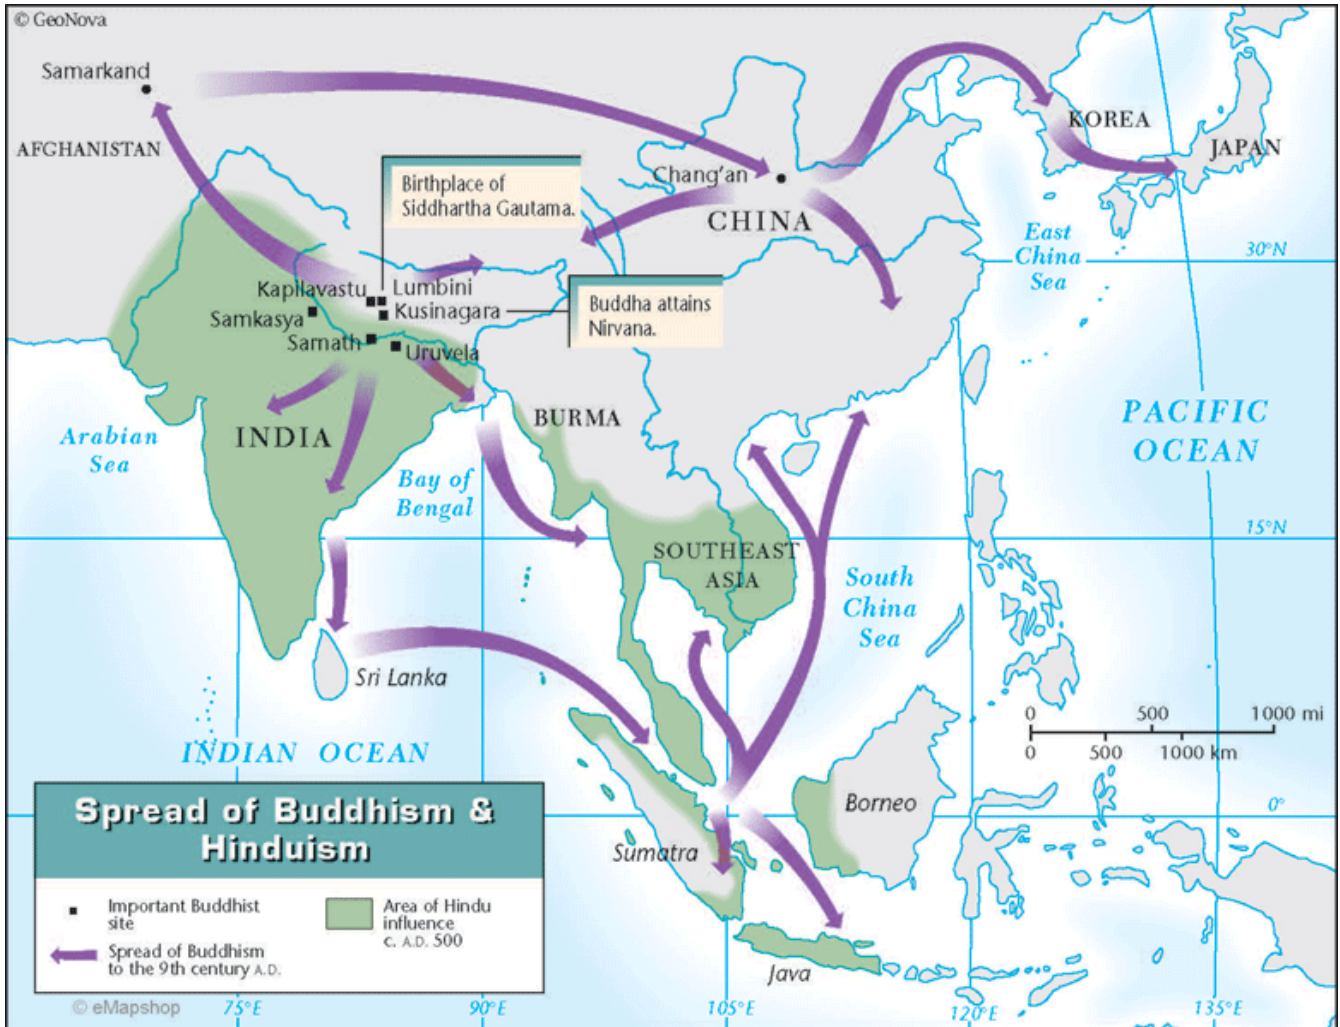 © GeoNova
Samarkand
AFGHANISTAN
Birthplace of
Siddhartha Gautama.
Chang'an
CHINA
KOREA
JAPAN
East
China
Sea
30°N
Kapilavastu
Lumbini
Kusinagara
Samkasya
Buddha attains
Nirvana.
Sarnath
Uruvela
INDIA
BURMA
Arabian
Sea
Bay of
Bengal
PACIFIC
OCEAN
15°N
SOUTHEAST
ASIA
South
China
Sea
Sri Lanka
INDIAN OCEAN
0 500 1000 mi
0 500 1000 km
Borneo
0°
Sumatra
Java
Spread of Buddhism &
Hinduism
Important Buddhist
site
Spread of Buddhism
to the 9th century A.D.
Area of Hindu
influence
c. A.D. 500
© eMapshop
75°E
90°E
105°E
120°E
135°E